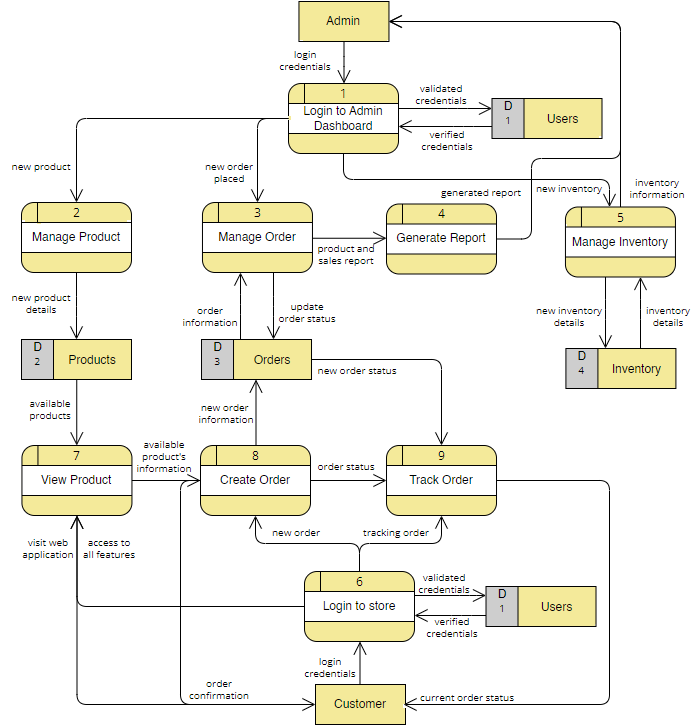 Admin
login
credentials
1
Login to Admin
Dashboard
validated
credentials
verified
credentials
D
1
Users
new product
new order
placed
generated report
new inventory
inventory
information
2
Manage Product
3
Manage Order
product and
sales report
4
Generate Report
5
Manage Inventory
new product
details
order
information
update
order status
new inventory
details
inventory
details
D
2
Products
D
3
Orders
new order status
D
4
Inventory
available
products
new order
information
available
product's
information
7
View Product
8
Create Order
order status
9
Track Order
visit web
application
access to
all features
new order
tracking order
6
Login to store
validated
credentials
verified
credentials
D
1
Users
login
credentials
order
confirmation
Customer
current order status